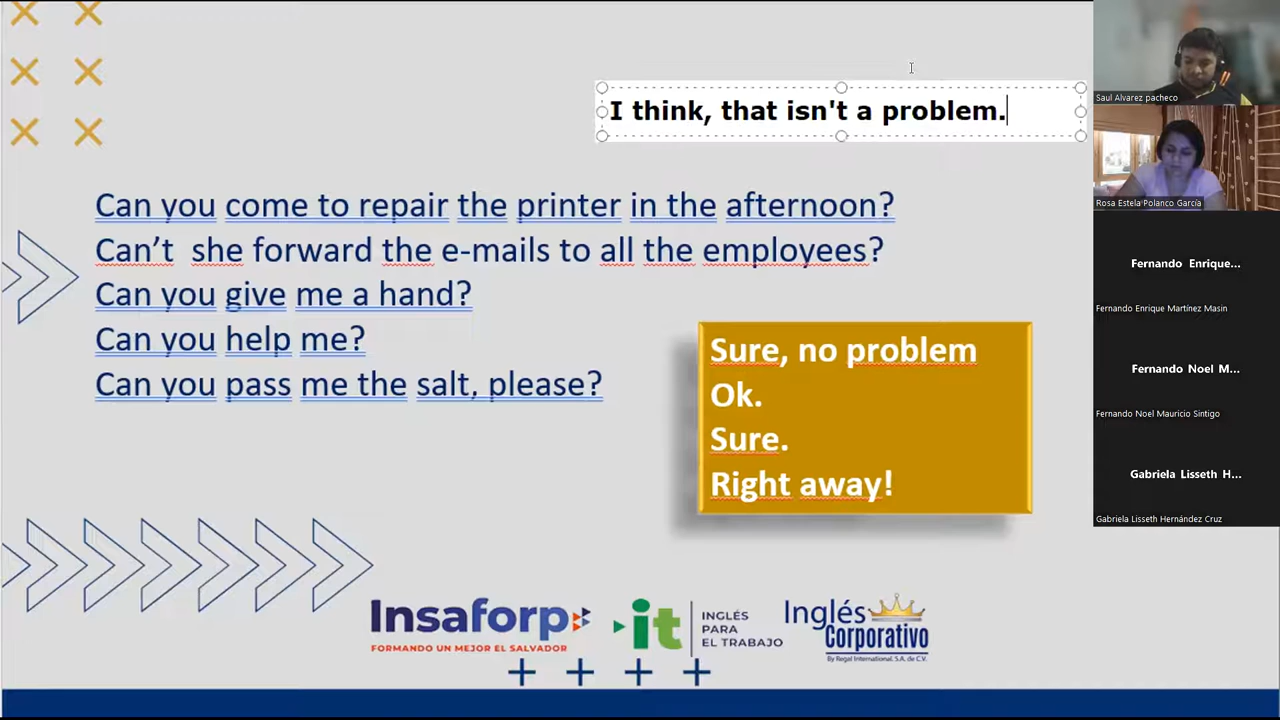 I think, that isn't a problem.
Can you come to repair the printer in the afternoon?
Can't she forward the e-mails to all the employees?
Can you give me a hand?
Can you help me?
Can you pass me the salt, please?
Sure, no problem
Ok.
Sure.
Right away!
Insaforp
FORMANDO UN MEJOR EL SALVADOR
it
INGLÉS
PARA
EL TRABAJO
Inglés
Corporativo
By Regal International, S.A. de C.V.
Saul Alvarez pacheco
Rosa Estela Polanco García
Fernando Enrique...
Fernando Enrique Martínez Masin
Fernando Noel M...
Fernando Noel Mauricio Sintigo
Gabriela Lisseth H...
Gabriela Lisseth Hernández Cruz